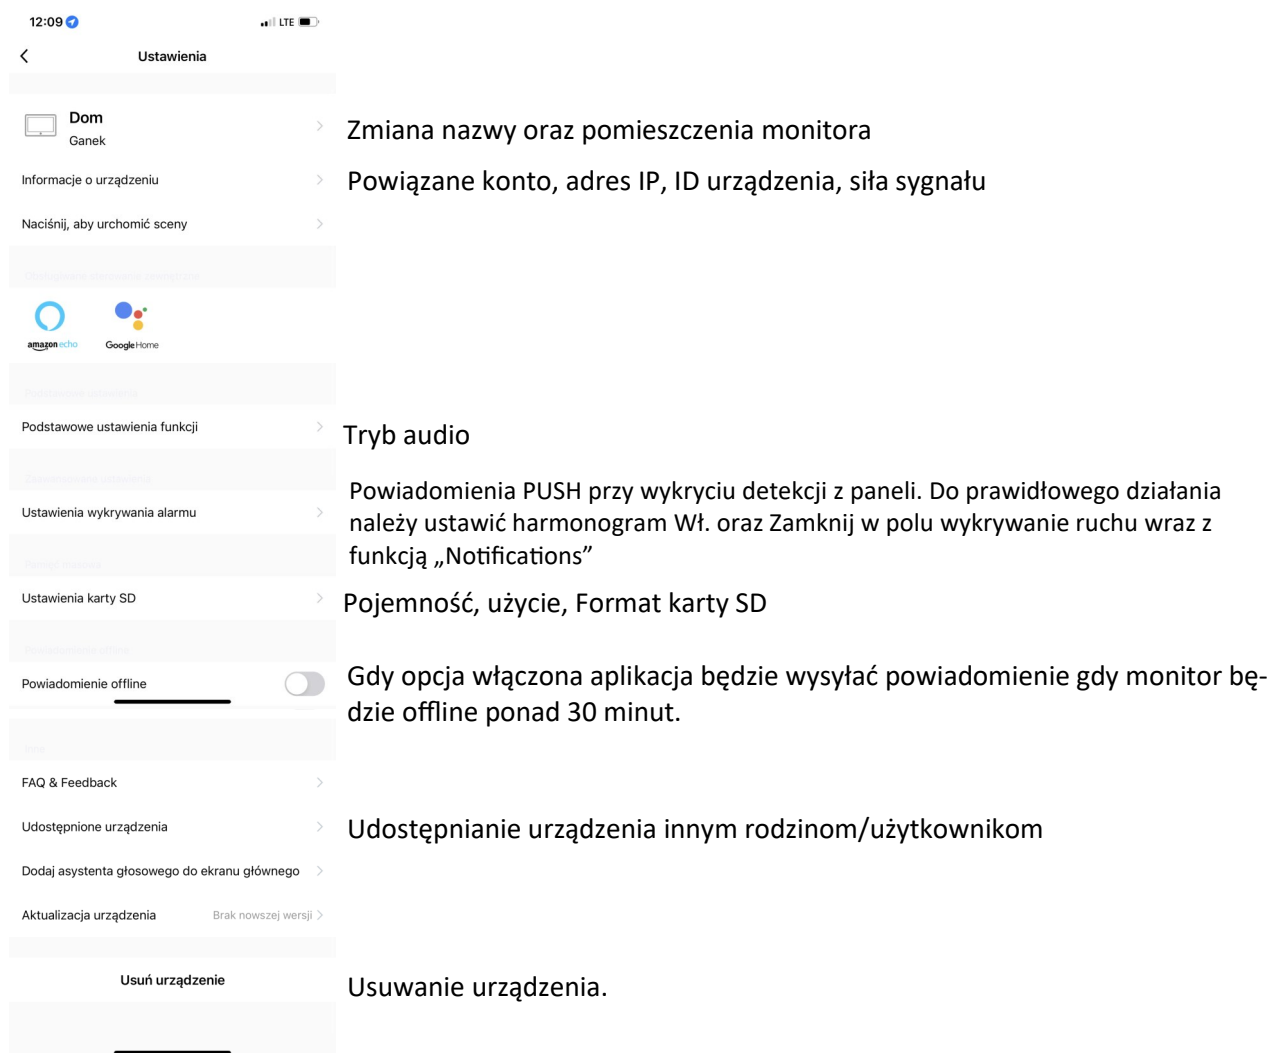 12:09
LTE
Ustawienia
Dom
Ganek
Zmiana nazwy oraz pomieszczenia monitora
Informacje o urządzeniu
Powiązane konto, adres IP, ID urządzenia, siła sygnału
Naciśnij, aby urchomić sceny
amazon echo
Google Home
Podstawowe ustawienia funkcji
Tryb audio
Ustawienia wykrywania alarmu
Powiadomienia PUSH przy wykryciu detekcji z paneli. Do prawidłowego działania
należy ustawić harmonogram Wł. oraz Zamknij w polu wykrywanie ruchu wraz z
funkcją „Notifications”
Ustawienia karty SD
Pojemność, użycie, Format karty SD
Powiadomienie offline
Gdy opcja włączona aplikacja będzie wysyłać powiadomienie gdy monitor bę-
dzie offline ponad 30 minut.
FAQ & Feedback
Udostępnione urządzenia
Udostępnianie urządzenia innym rodzinom/użytkownikom
Dodaj asystenta głosowego do ekranu głównego
Aktualizacja urządzenia
Brak nowszej wersji
Usuń urządzenie
Usuwanie urządzenia.